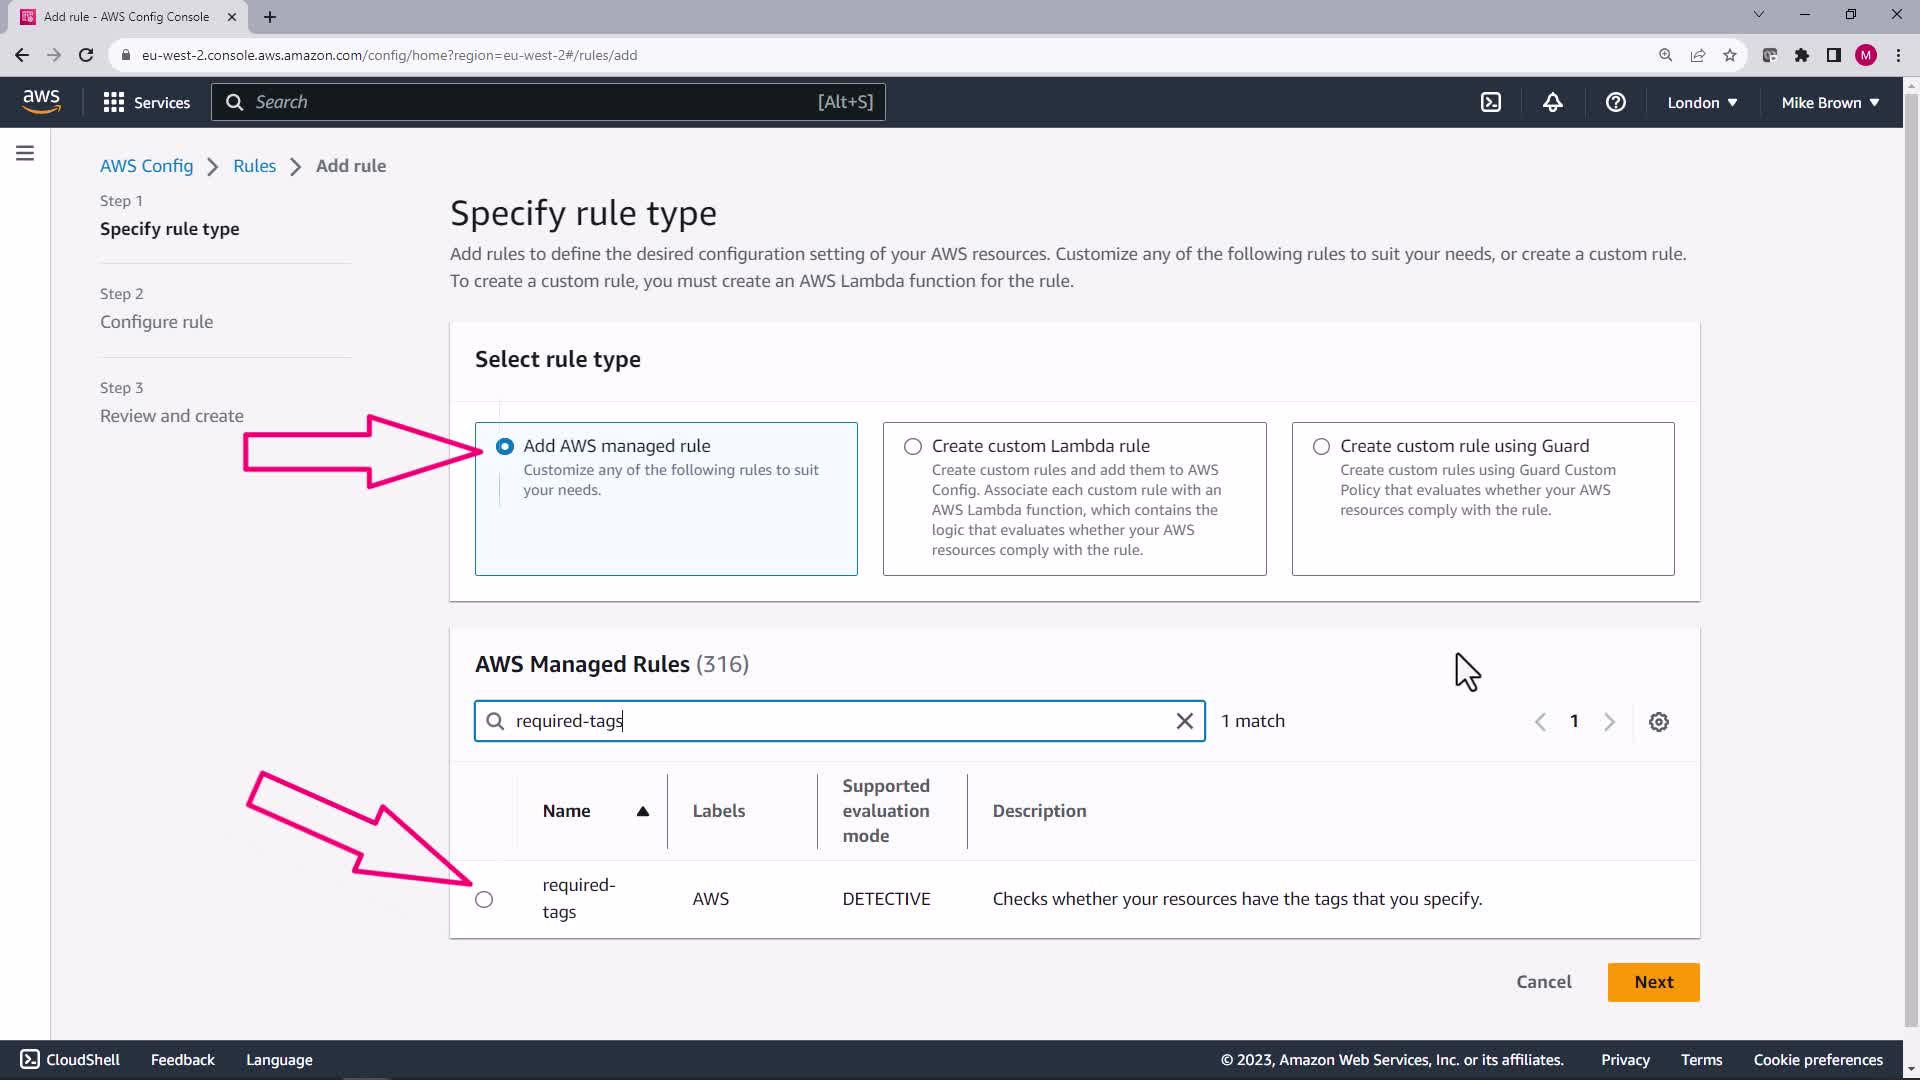 Add rule - AWS Config Console
eu-west-2.console.aws.amazon.com/config/home?region=eu-west-2#/rules/add
M
aws
Services
Search
[Alt+S]
London
Mike Brown
AWS Config
Rules
Add rule
Step 1
Specify rule type
Step 2
Configure rule
Step 3
Review and create
Specify rule type
Add rules to define the desired configuration setting of your AWS resources. Customize any of the following rules to suit your needs, or create a custom rule.
To create a custom rule, you must create an AWS Lambda function for the rule.
Select rule type
Add AWS managed rule
Customize any of the following rules to suit
your needs.
Create custom Lambda rule
Create custom rules and add them to AWS
Config. Associate each custom rule with an
AWS Lambda function, which contains the
logic that evaluates whether your AWS
resources comply with the rule.
Create custom rule using Guard
Create custom rules using Guard Custom
Policy that evaluates whether your AWS
resources comply with the rule.
AWS Managed Rules (316)
required-tags
1 match
1
Name
Labels
Supported
evaluation
mode
Description
required-
tags
AWS
DETECTIVE
Checks whether your resources have the tags that you specify.
Cancel
Next
CloudShell
Feedback
Language
© 2023, Amazon Web Services, Inc. or its affiliates.
Privacy
Terms
Cookie preferences